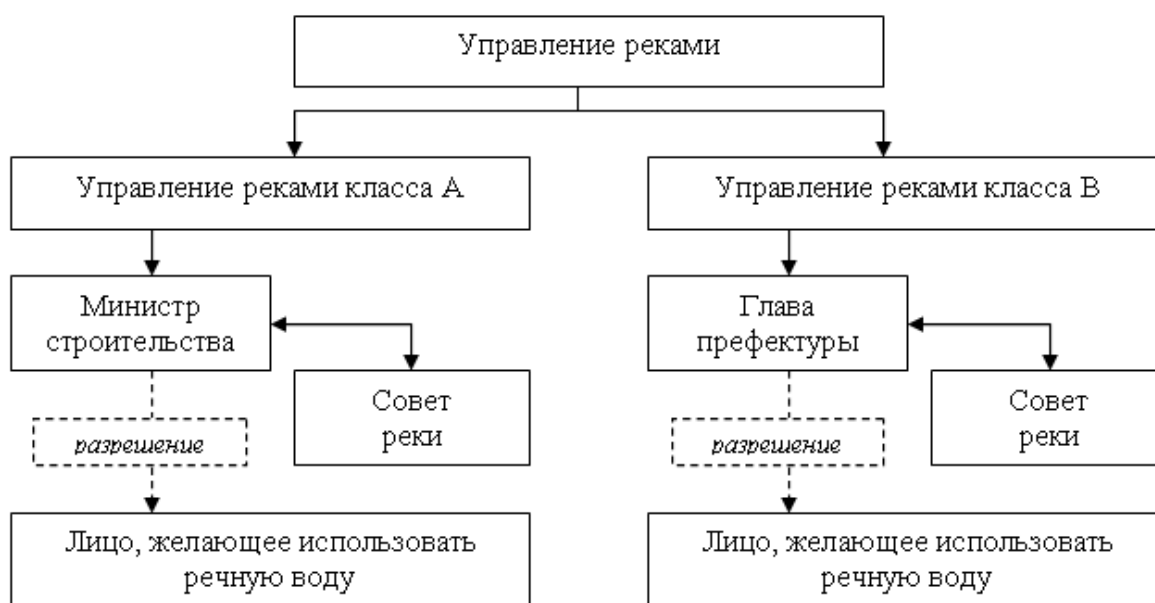 Управление реками
Управление реками класса А
Управление реками класса В
Министр
строительства
Глава
префектуры
Совет
реки
Совет
реки
разрешение
разрешение
Лицо, желающее использовать
речную воду
Лицо, желающее использовать
речную воду